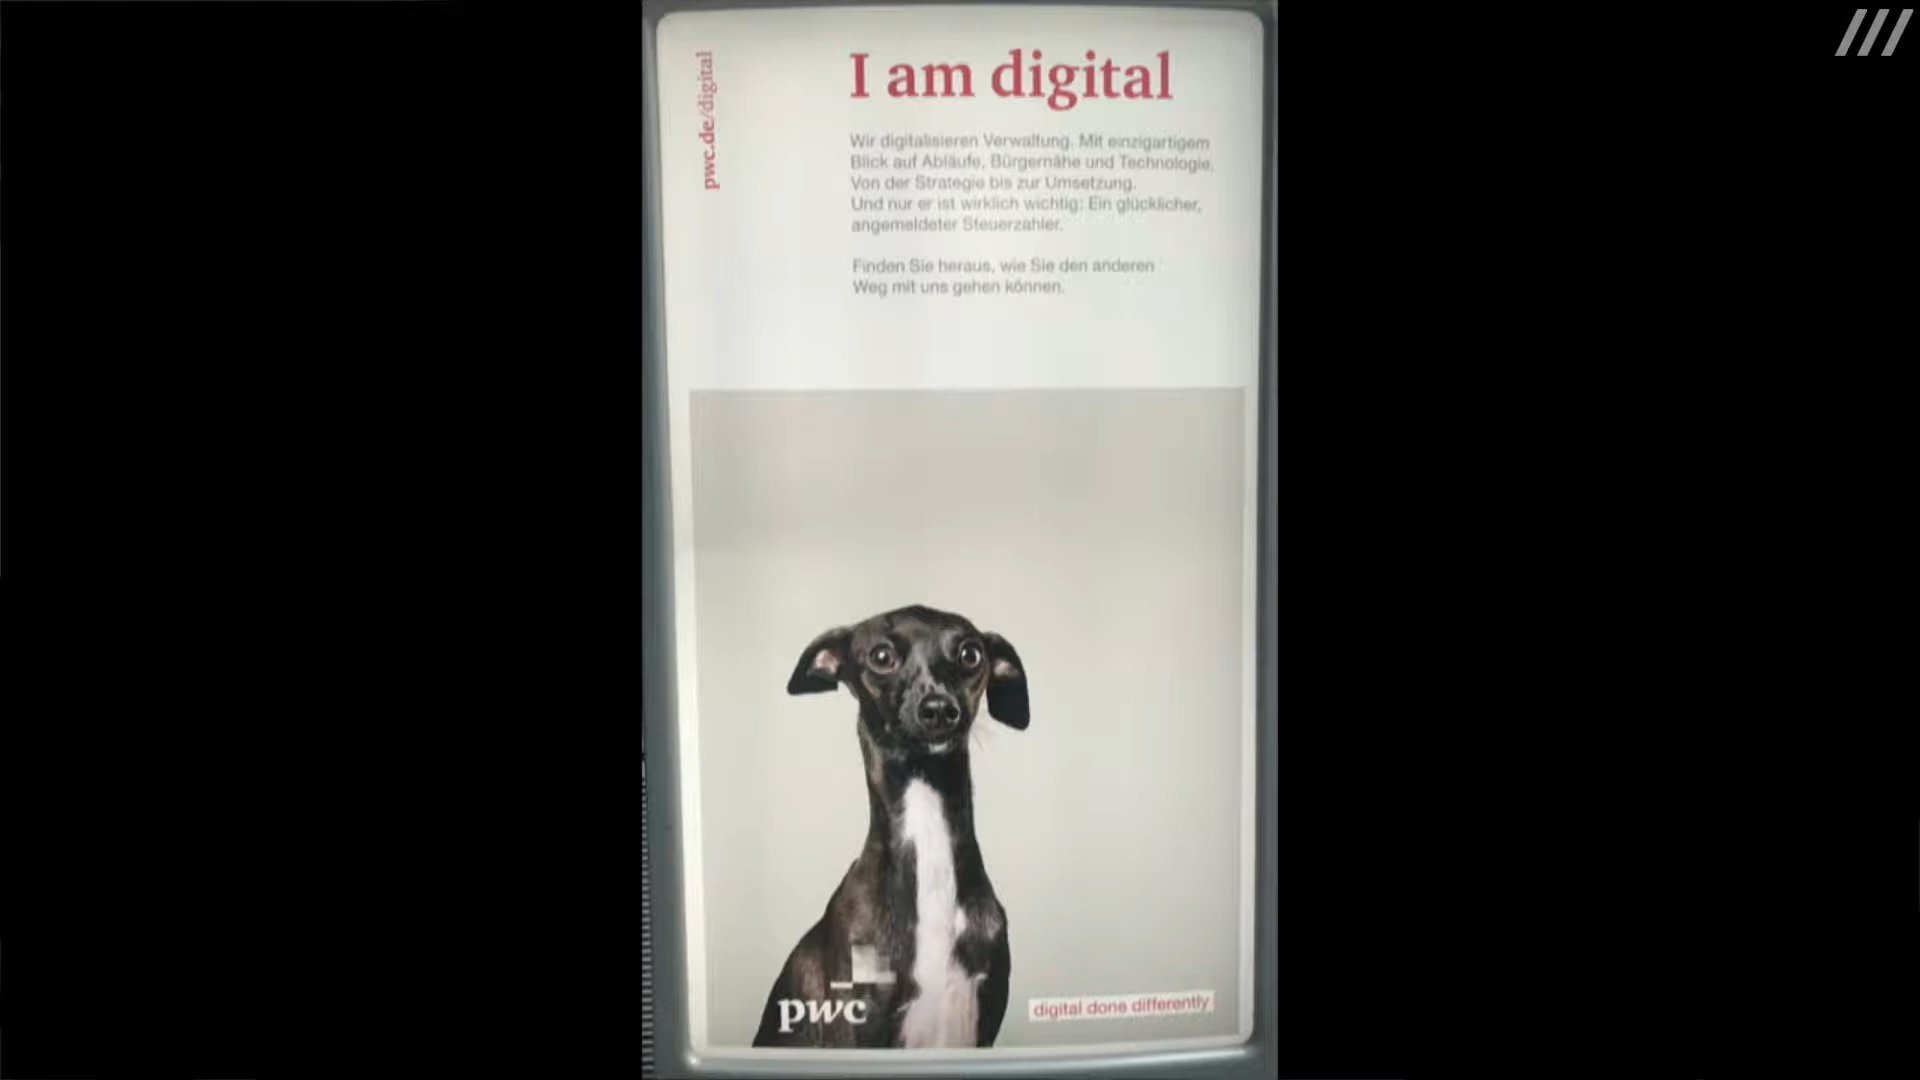 pwc.de/digital
I am digital
Wir digitalisieren Verwaltung. Mit einzigartigem
Blick auf Abläufe, Bürgernähe und Technologie.
Von der Strategie bis zur Umsetzung.
Und nur er ist wirklich wichtig: Ein glücklicher,
angemeldeter Steuerzahler.
Finden Sie heraus, wie Sie den anderen
Weg mit uns gehen können.
pwc
digital done differently